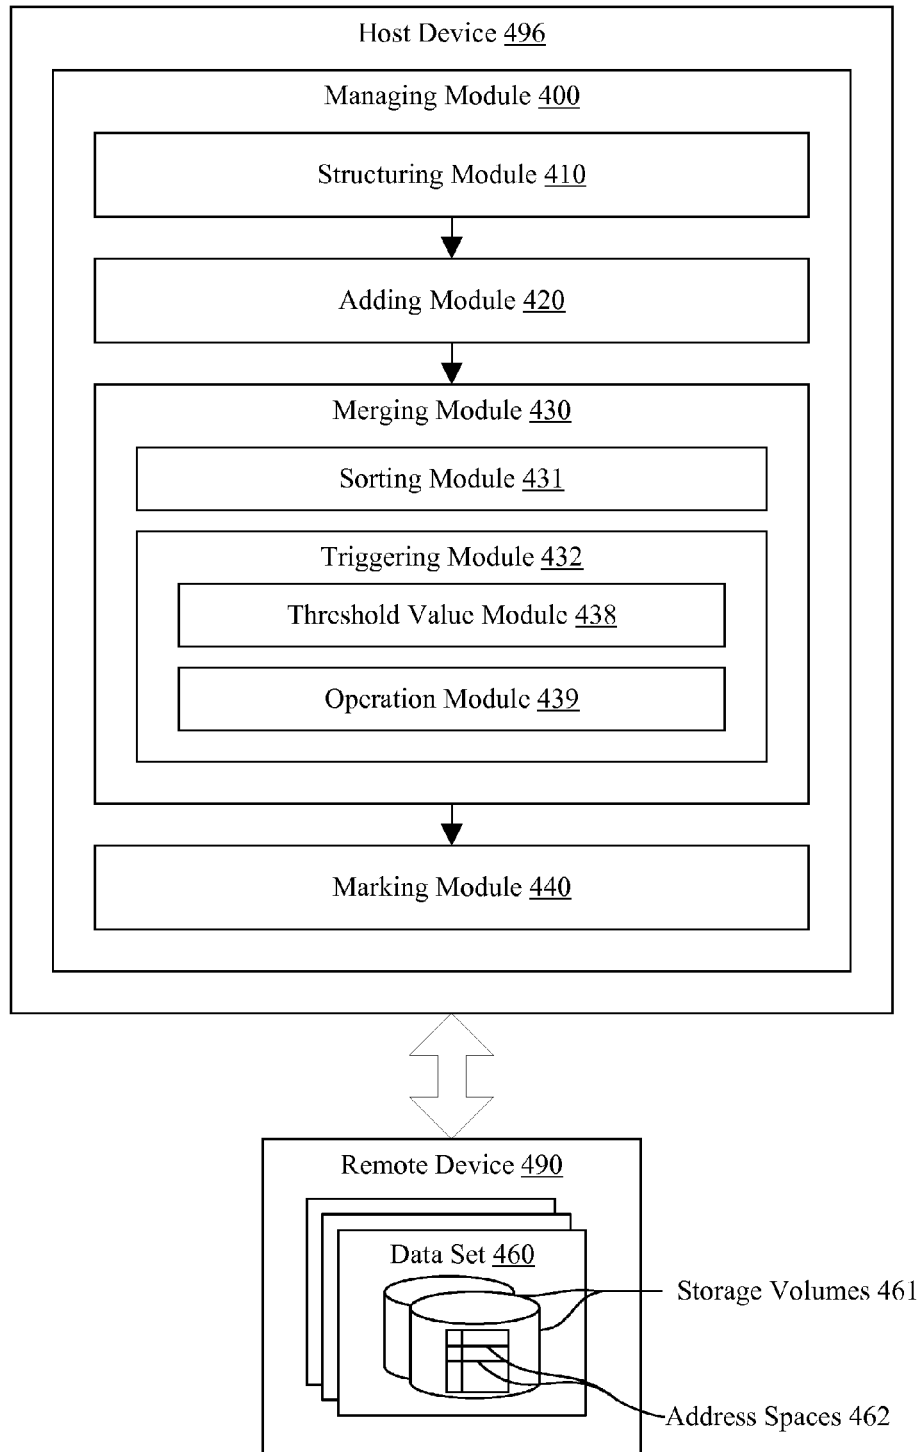 Host Device 496
Managing Module 400
Structuring Module 410
Adding Module 420
Merging Module 430
Sorting Module 431
Triggering Module 432
Threshold Value Module 438
Operation Module 439
Marking Module 440
Remote Device 490
Data Set 460
Storage Volumes 461
Address Spaces 462